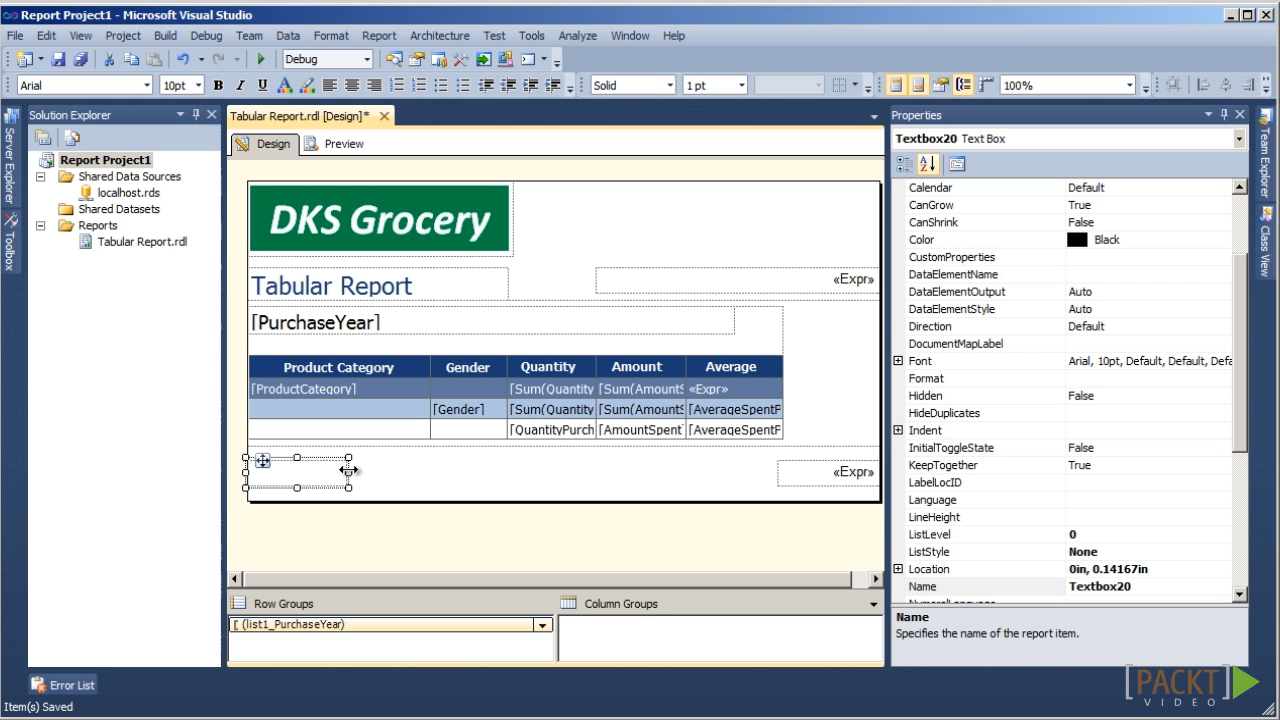 Report Project1 - Microsoft Visual Studio
File Edit View Project Build Debug Team Data Format Report Architecture Test Tools Analyze Window Help
Debug
Arial 10pt B I U A Solid 1 pt 100%
Solution Explorer
Report Project1
Shared Data Sources
localhost.rds
Shared Datasets
Reports
Tabular Report.rdl
Server Explorer
Toolbox
Tabular Report.rdl [Design]*
Design Preview
DKS Grocery
Tabular Report «Expr»
[PurchaseYear]
Product Category Gender Quantity Amount Average
[ProductCategory] [Sum(Quantity [Sum(AmountS «Expr»
[Gender] [Sum(Quantity [Sum(AmountS [AverageSpentP
[QuantityPurch [AmountSpent] [AverageSpentP
«Expr»
Row Groups Column Groups
[ (list1_PurchaseYear)
Properties
Textbox20 Text Box
Calendar Default
CanGrow True
CanShrink False
Color Black
CustomProperties
DataElementName
DataElementOutput Auto
DataElementStyle Auto
Direction Default
DocumentMapLabel
Font Arial, 10pt, Default, Default, Defa
Format
Hidden False
HideDuplicates
Indent
InitialToggleState False
KeepTogether True
LabelLocID
Language
LineHeight
ListLevel 0
ListStyle None
Location 0in, 0.14167in
Name Textbox20
Name
Specifies the name of the report item.
Team Explorer
Class View
Error List
Item(s) Saved
[PACKT]
VIDEO